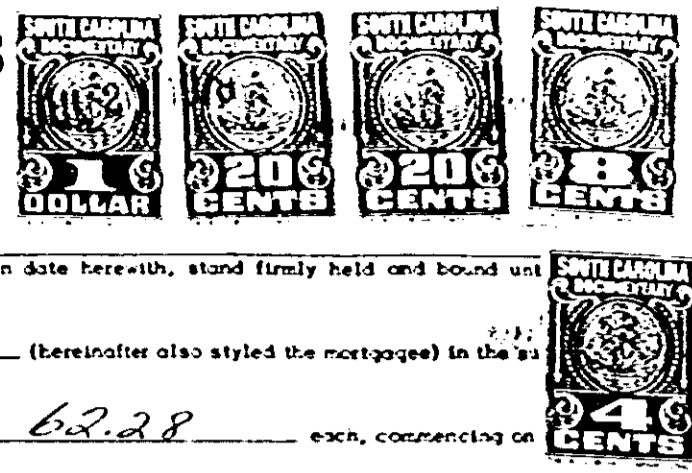 SOUTH CAROLINA SOUTH CAROLINA SOUTH CAROLINA SOUTH CAROLINA
DOCUMENTARY DOCUMENTARY DOCUMENTARY DOCUMENTARY
1 20 20 8
DOLLAR CENTS CENTS CENTS
n date herewith, stand firmly held and bound unt
SOUTH CAROLINA
DOCUMENTARY
(hereinafter also styled the mortgagee) in the su
62.28 each, commencing on
4
CENTS